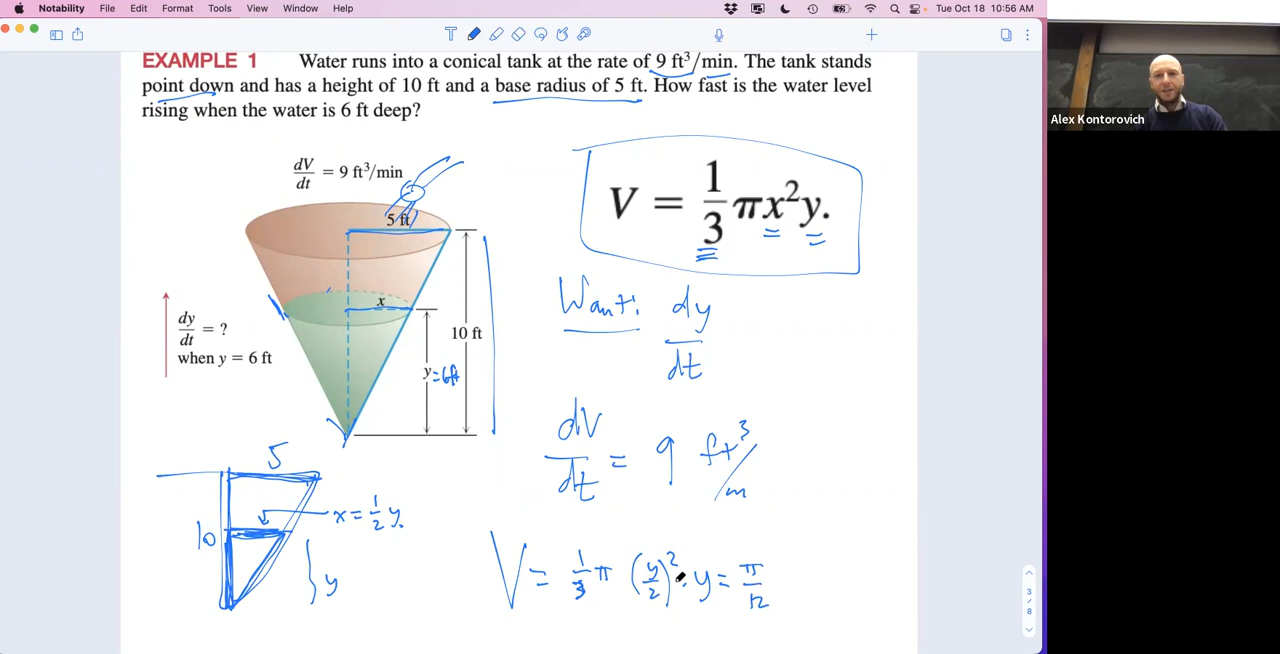 Notability File Edit Format Tools View Window Help Tue Oct 18 10:56 AM
EXAMPLE 1 Water runs into a conical tank at the rate of 9 ft³/min. The tank stands
point down and has a height of 10 ft and a base radius of 5 ft. How fast is the water level
rising when the water is 6 ft deep?
Alex Kontorovich
dV/dt = 9 ft³/min
5 ft
V = 1/3 πx²y.
x
Want: dy/dt
dy/dt = ?
when y = 6 ft
10 ft
y = 6ft
dV/dt = 9 ft³/m
5
x = 1/2 y.
10
y
V = 1/3 π (y/2)² · y = π/12
3 / 8